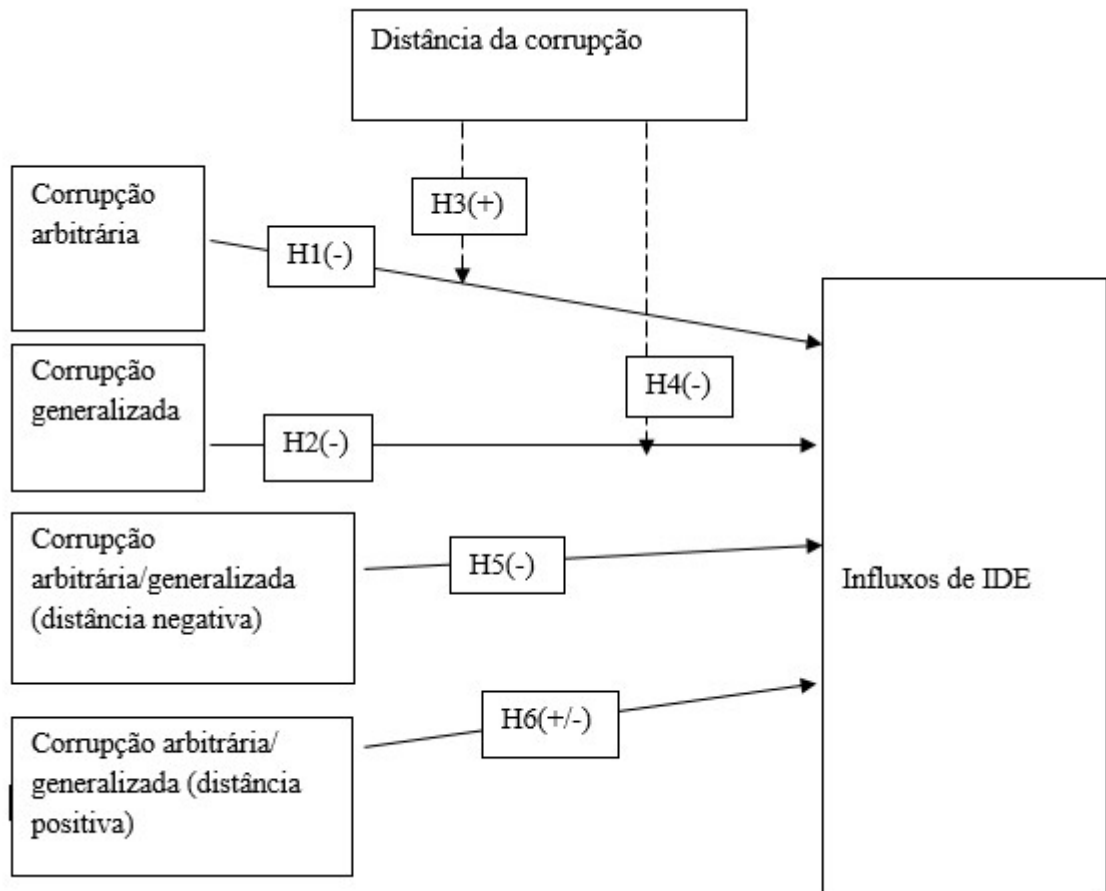 Distância da corrupção
Corrupção
arbitrária
H3(+)
H1(-)
Corrupção
generalizada
H4(-)
H2(-)
Corrupção
arbitrária/generalizada
(distância negativa)
H5(-)
Influxos de IDE
H6(+/-)
Corrupção arbitrária/
generalizada (distância
positiva)